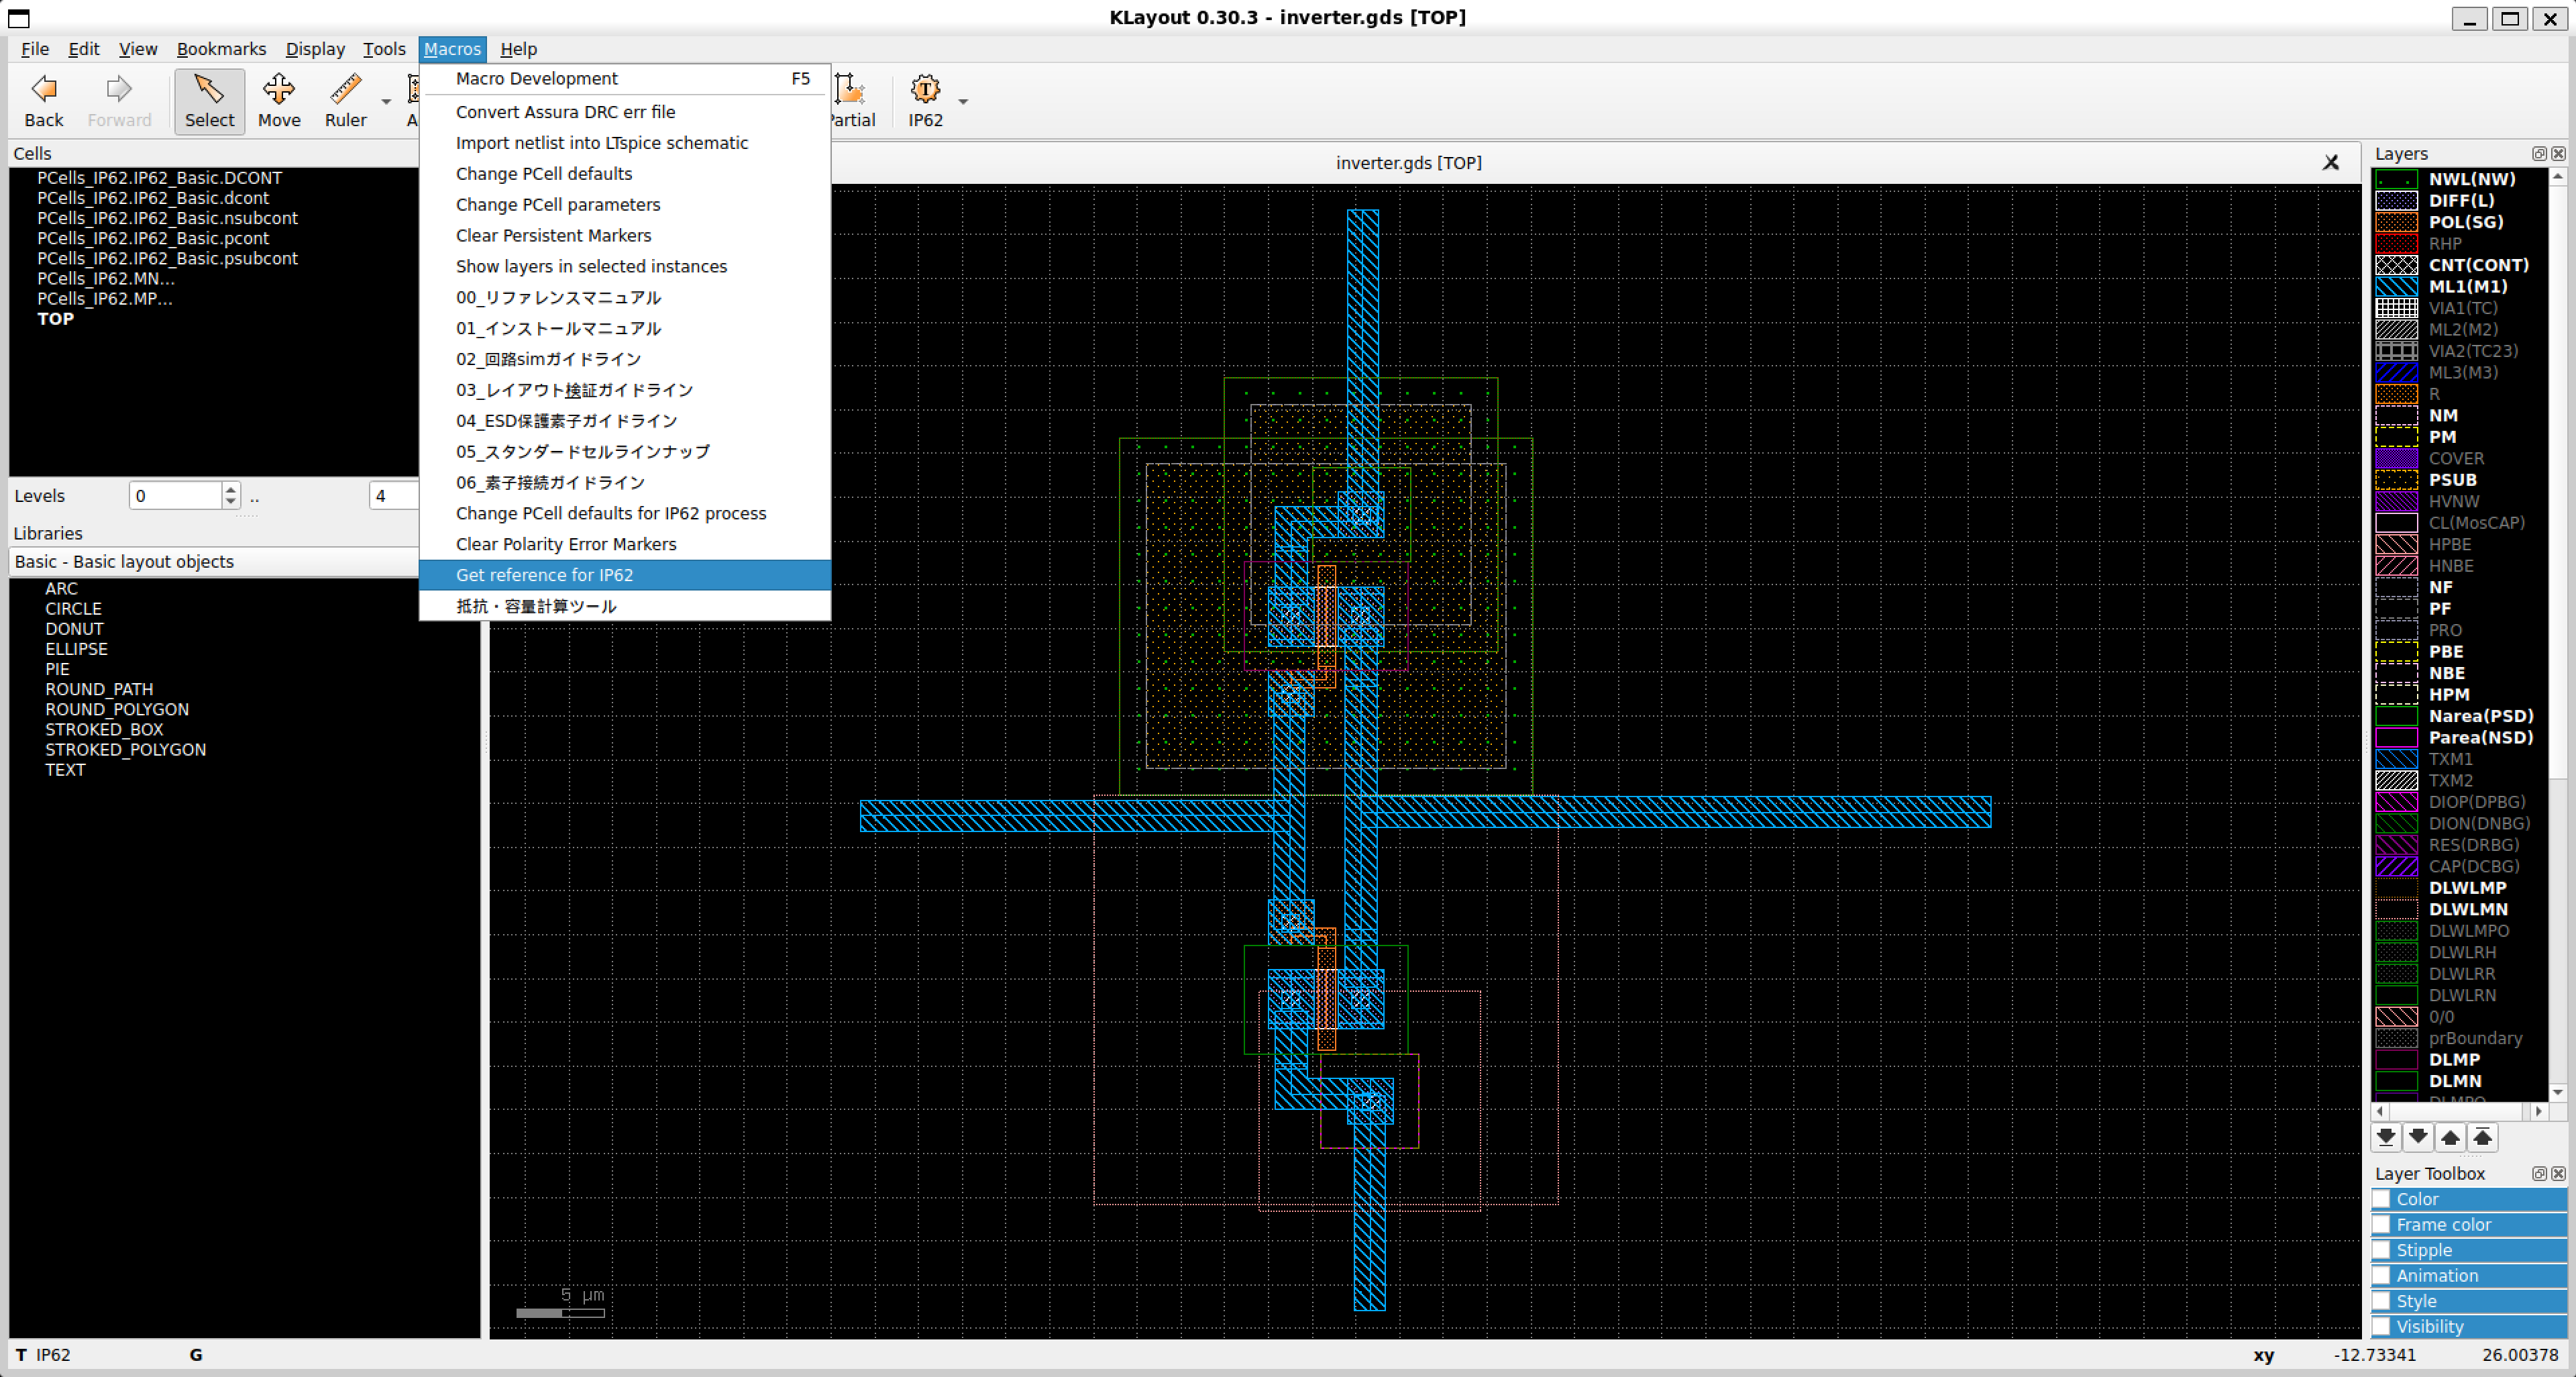 KLayout 0.30.3 - inverter.gds [TOP]
File Edit View Bookmarks Display Tools Macros Help
Back Forward Select Move Ruler A Partial IP62
Macro Development F5
Convert Assura DRC err file
Import netlist into LTspice schematic
Change PCell defaults
Change PCell parameters
Clear Persistent Markers
Show layers in selected instances
00_リファレンスマニュアル
01_インストールマニュアル
02_回路simガイドライン
03_レイアウト検証ガイドライン
04_ESD保護素子ガイドライン
05_スタンダードセルラインナップ
06_素子接続ガイドライン
Change PCell defaults for IP62 process
Clear Polarity Error Markers
Get reference for IP62
抵抗・容量計算ツール
Cells
PCells_IP62.IP62_Basic.DCONT
PCells_IP62.IP62_Basic.dcont
PCells_IP62.IP62_Basic.nsubcont
PCells_IP62.IP62_Basic.pcont
PCells_IP62.IP62_Basic.psubcont
PCells_IP62.MN...
PCells_IP62.MP...
TOP
Levels 0 .. 4
Libraries
Basic - Basic layout objects
ARC
CIRCLE
DONUT
ELLIPSE
PIE
ROUND_PATH
ROUND_POLYGON
STROKED_BOX
STROKED_POLYGON
TEXT
inverter.gds [TOP]
5 μm
Layers
NWL(NW)
DIFF(L)
POL(SG)
RHP
CNT(CONT)
ML1(M1)
VIA1(TC)
ML2(M2)
VIA2(TC23)
ML3(M3)
R
NM
PM
COVER
PSUB
HVNW
CL(MosCAP)
HPBE
HNBE
NF
PF
PRO
PBE
NBE
HPM
Narea(PSD)
Parea(NSD)
TXM1
TXM2
DIOP(DPBG)
DION(DNBG)
RES(DRBG)
CAP(DCBG)
DLWLMP
DLWLMN
DLWLMPO
DLWLRH
DLWLRR
DLWLRN
0/0
prBoundary
DLMP
DLMN
Layer Toolbox
Color
Frame color
Stipple
Animation
Style
Visibility
T IP62 G xy -12.73341 26.00378